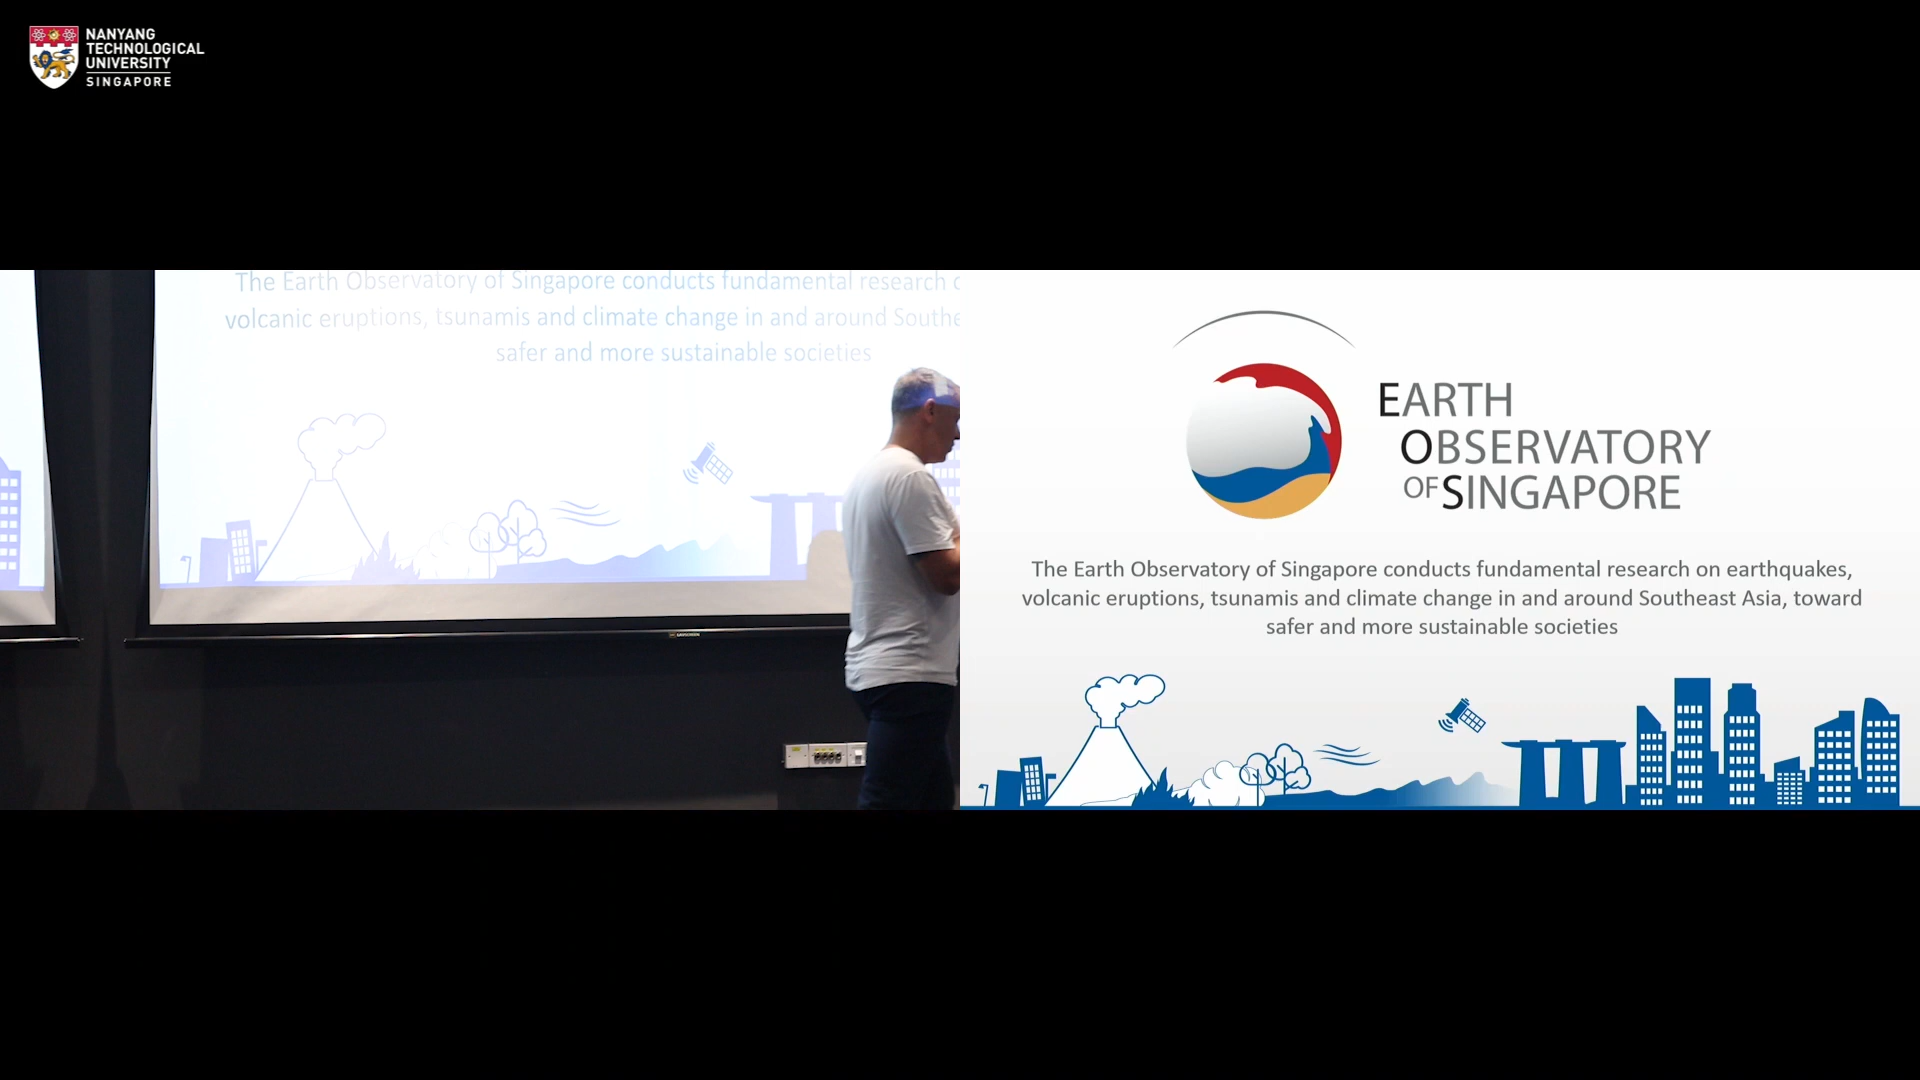 NANYANG
TECHNOLOGICAL
UNIVERSITY
SINGAPORE
The Earth Observatory of Singapore conducts fundamental research
volcanic eruptions, tsunamis and climate change in and around
safer and more sustainable societies
EARTH
OBSERVATORY
OF SINGAPORE
The Earth Observatory of Singapore conducts fundamental research on earthquakes,
volcanic eruptions, tsunamis and climate change in and around Southeast Asia, toward
safer and more sustainable societies